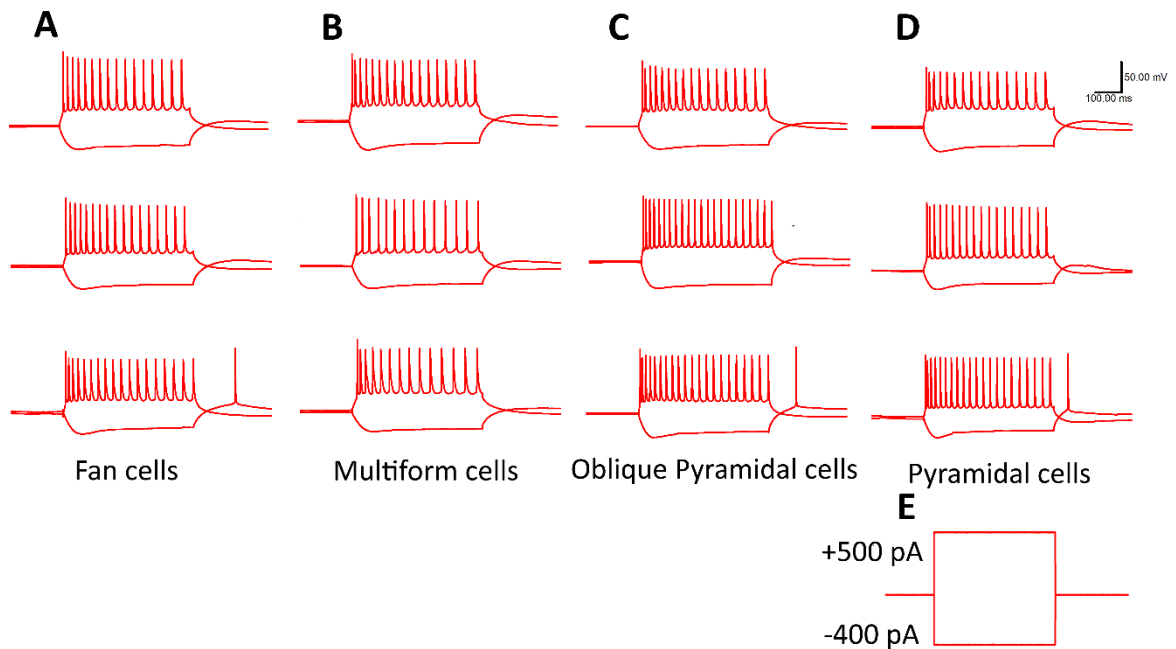 A
B
C
D
50.00 mV
100.00 ms
Fan cells
Multiform cells
Oblique Pyramidal cells
Pyramidal cells
E
+500 pA
-400 pA